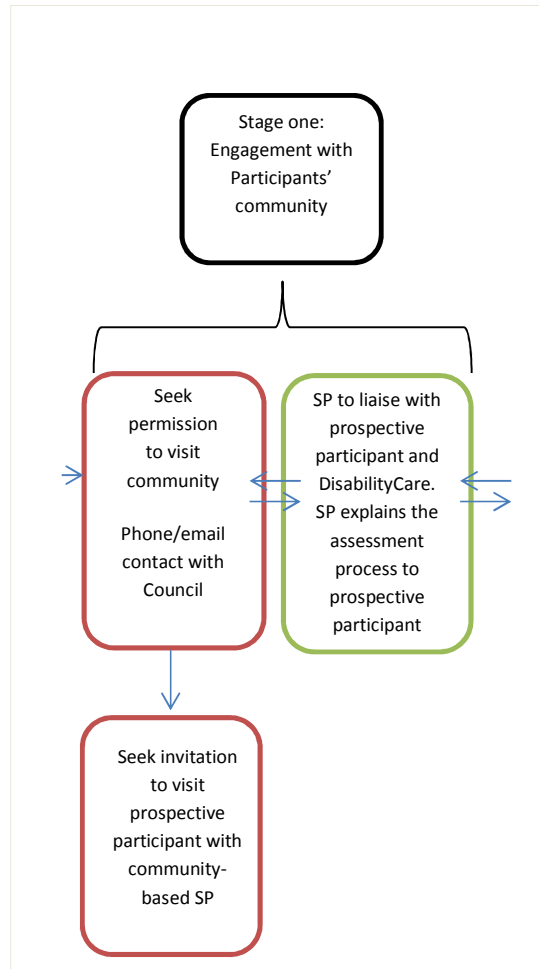 Stage one:
Engagement with
Participants’
community
Seek
permission
to visit
community
Phone/email
contact with
Council
SP to liaise with
prospective
participant and
DisabilityCare.
SP explains the
assessment
process to
prospective
participant
Seek invitation
to visit
prospective
participant with
community-
based SP